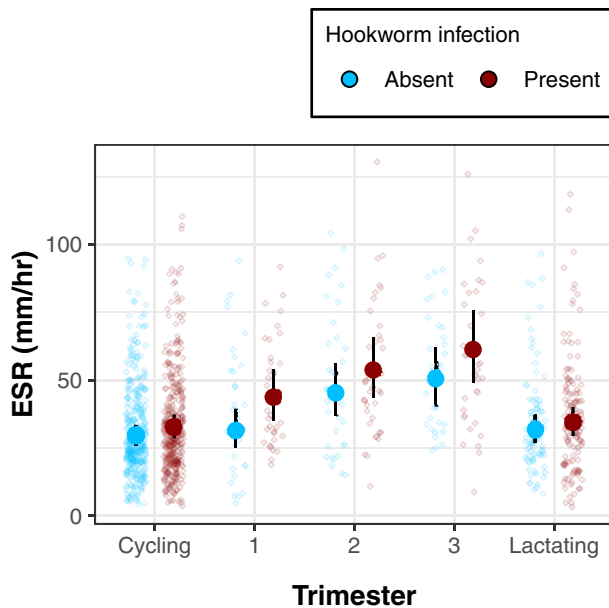 Hookworm infection
Absent Present
ESR (mm/hr)
100
50
0
Cycling 1 2 3 Lactating
Trimester